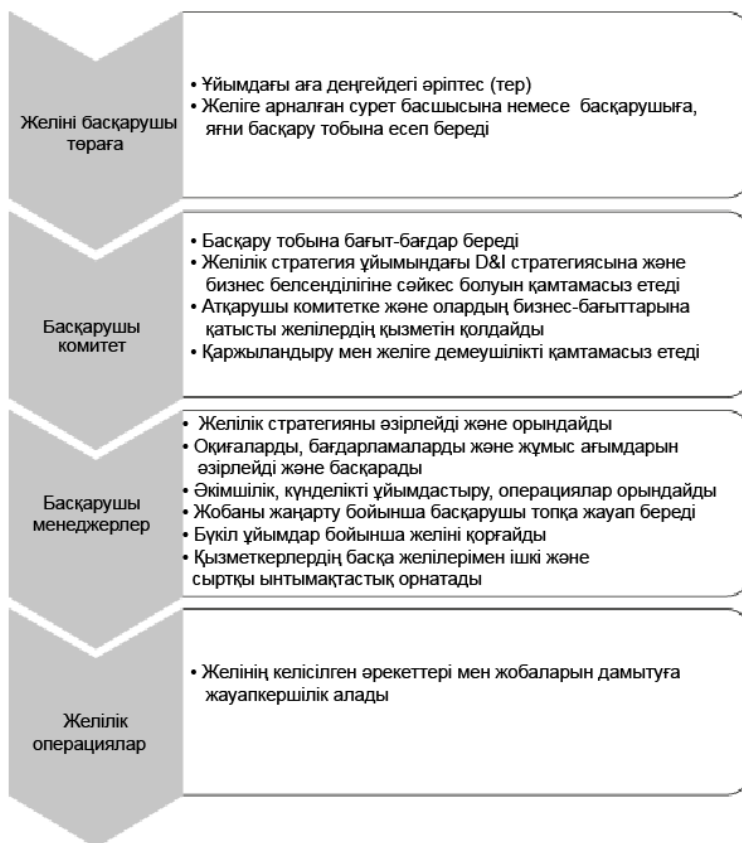 Желіні басқарушы
төраға
• Ұйымдағы аға деңгейдегі әріптес (тер)
• Желіге арналған сурет басшысына немесе басқарушыға,
яғни басқару тобына есеп береді
Басқарушы
комитет
• Басқару тобына бағыт-бағдар береді
• Желілік стратегия ұйымындағы D&I стратегиясына және
бизнес белсенділігіне сәйкес болуын қамтамасыз етеді
• Атқарушы комитетке және олардың бизнес-бағыттарына
қатысты желілердің қызметін қолдайды
• Қаржыландыру мен желіге демеушілікті қамтамасыз етеді
Басқарушы
менеджерлер
• Желілік стратегияны әзірлейді және орындайды
• Оқиғаларды, бағдарламаларды және жұмыс ағымдарын
әзірлейді және басқарады
• Әкімшілік, күнделікті ұйымдастыру, операциялар орындайды
• Жобаны жаңарту бойынша басқарушы топқа жауап береді
• Бүкіл ұйымдар бойынша желіні қорғайды
• Қызметкерлердің басқа желілерімен ішкі және
сыртқы ынтымақтастық орнатады
Желілік
операциялар
• Желінің келісілген әрекеттері мен жобаларын дамытуға
жауапкершілік алады